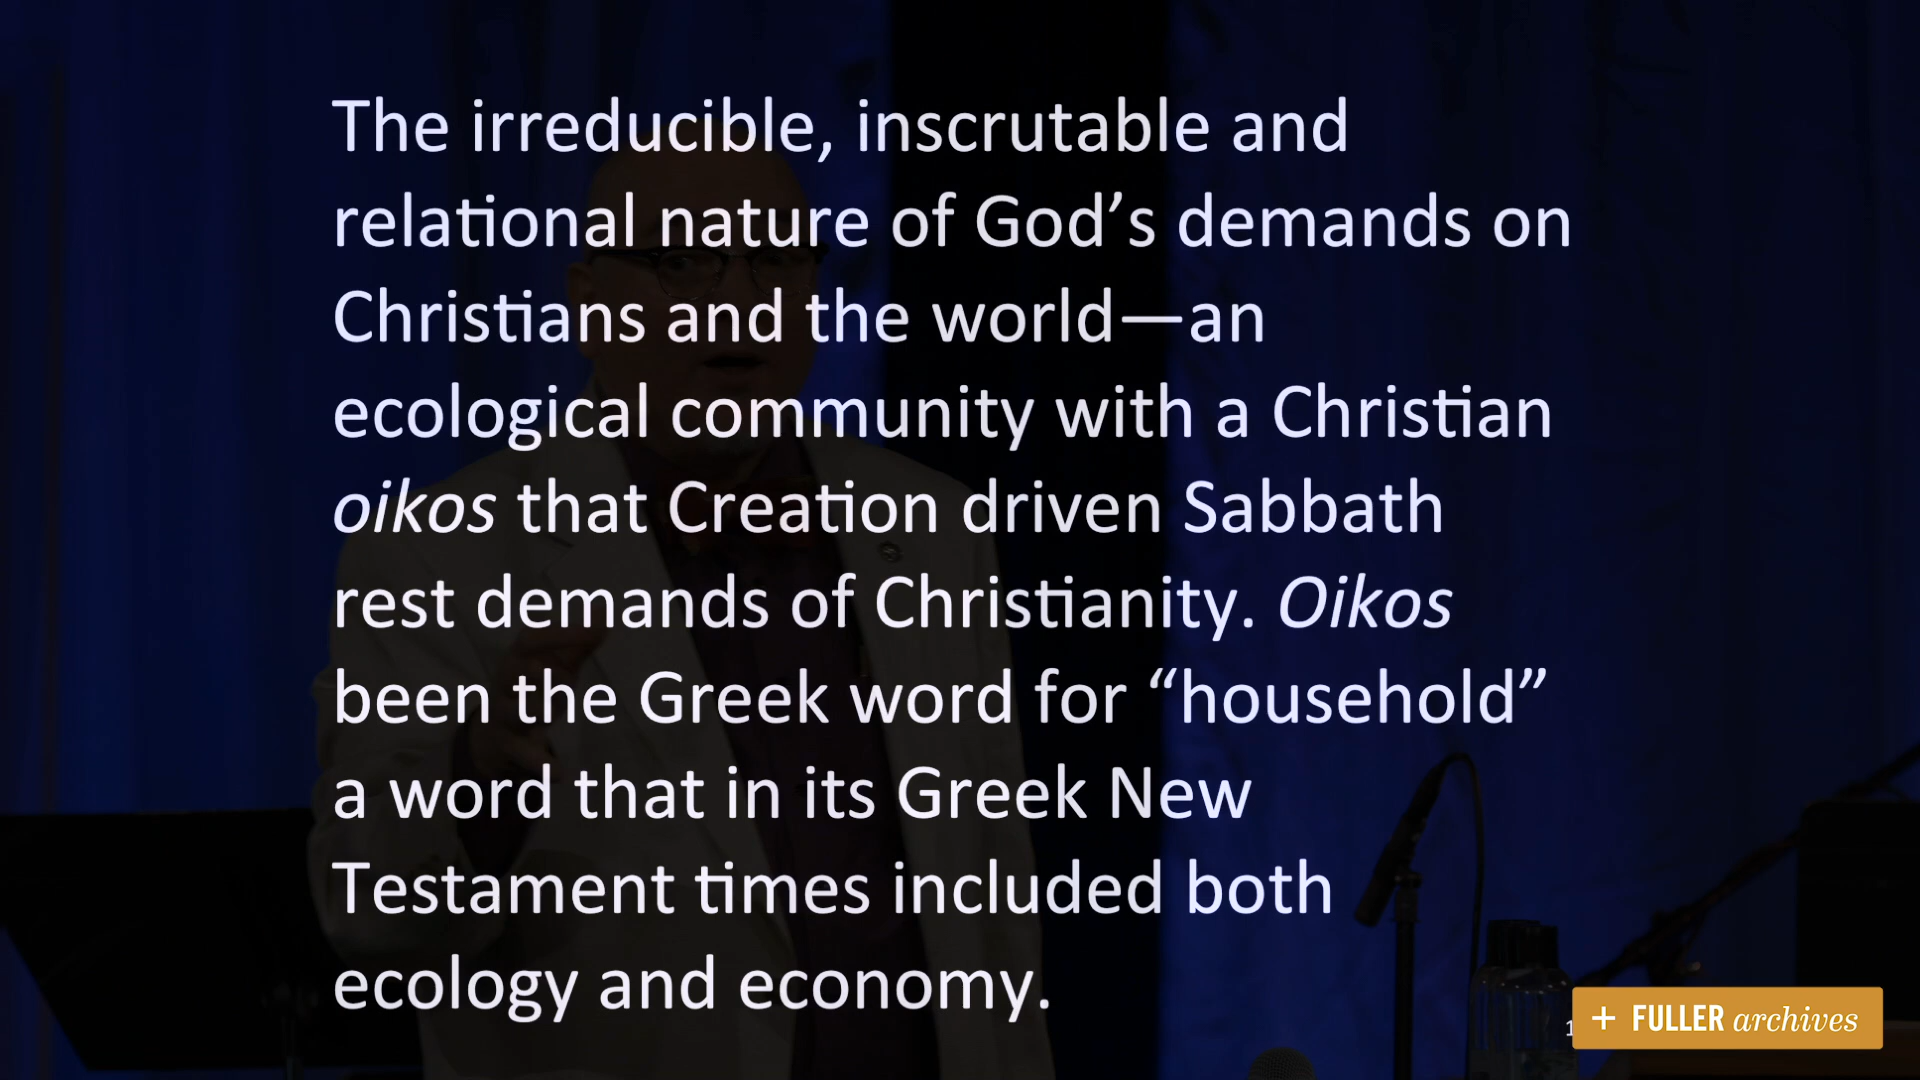 The irreducible, inscrutable and
relational nature of God’s demands on
Christians and the world—an
ecological community with a Christian
oikos that Creation driven Sabbath
rest demands of Christianity. Oikos
been the Greek word for “household”
a word that in its Greek New
Testament times included both
ecology and economy.
+ FULLER archives